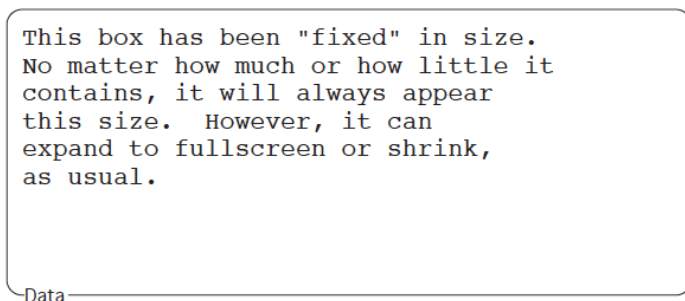 This box has been "fixed" in size.
No matter how much or how little it
contains, it will always appear
this size.  However, it can
expand to fullscreen or shrink,
as usual.
Data